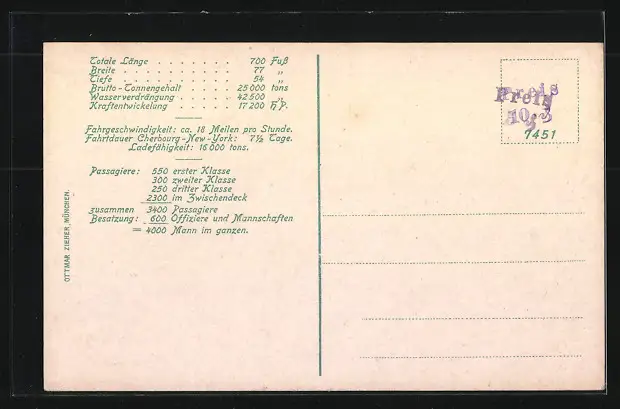 Totale Länge . . . . . . . . . 700 Fuß
Breite . . . . . . . . . . . . 77 „
Tiefe . . . . . . . . . . . . 54 „
Brutto-Tonnengehalt . . . . . . 25 000 tons
Wasserverdrängung . . . . . . 42 500 „
Kraftentwickelung . . . . . . . 17 200 H.P.
Fahrgeschwindigkeit: ca. 18 Meilen pro Stunde.
Fahrtdauer Cherbourg-New-York: 7½ Tage.
Ladefähigkeit: 16 000 tons.
Passagiere: 550 erster Klasse
300 zweiter Klasse
250 dritter Klasse
2300 im Zwischendeck
zusammen 3400 Passagiere
Besatzung: 600 Offiziere und Mannschaften
= 4000 Mann im ganzen.
OTTMAR ZIEHER, MÜNCHEN.
Preis
7451